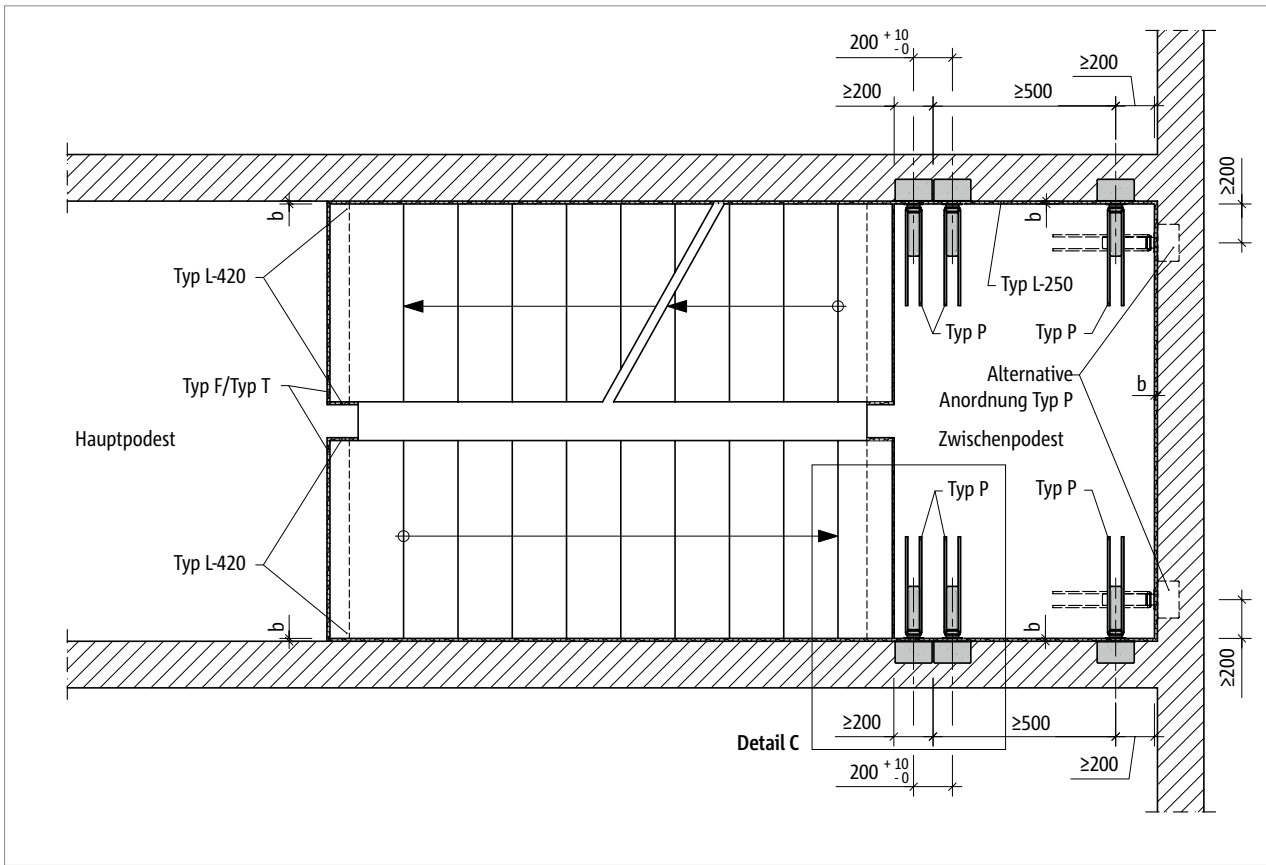 200 + 10 - 0
≥200
≥200
≥500
≥200
b
b
Typ L-420
Typ L-250
Typ P
Typ P
Typ F/Typ T
Alternative
Anordnung Typ P
b
Hauptpodest
Zwischenpodest
Typ P
Typ P
Typ L-420
b
b
≥200
≥200
≥500
Detail C
≥200
200 + 10 - 0